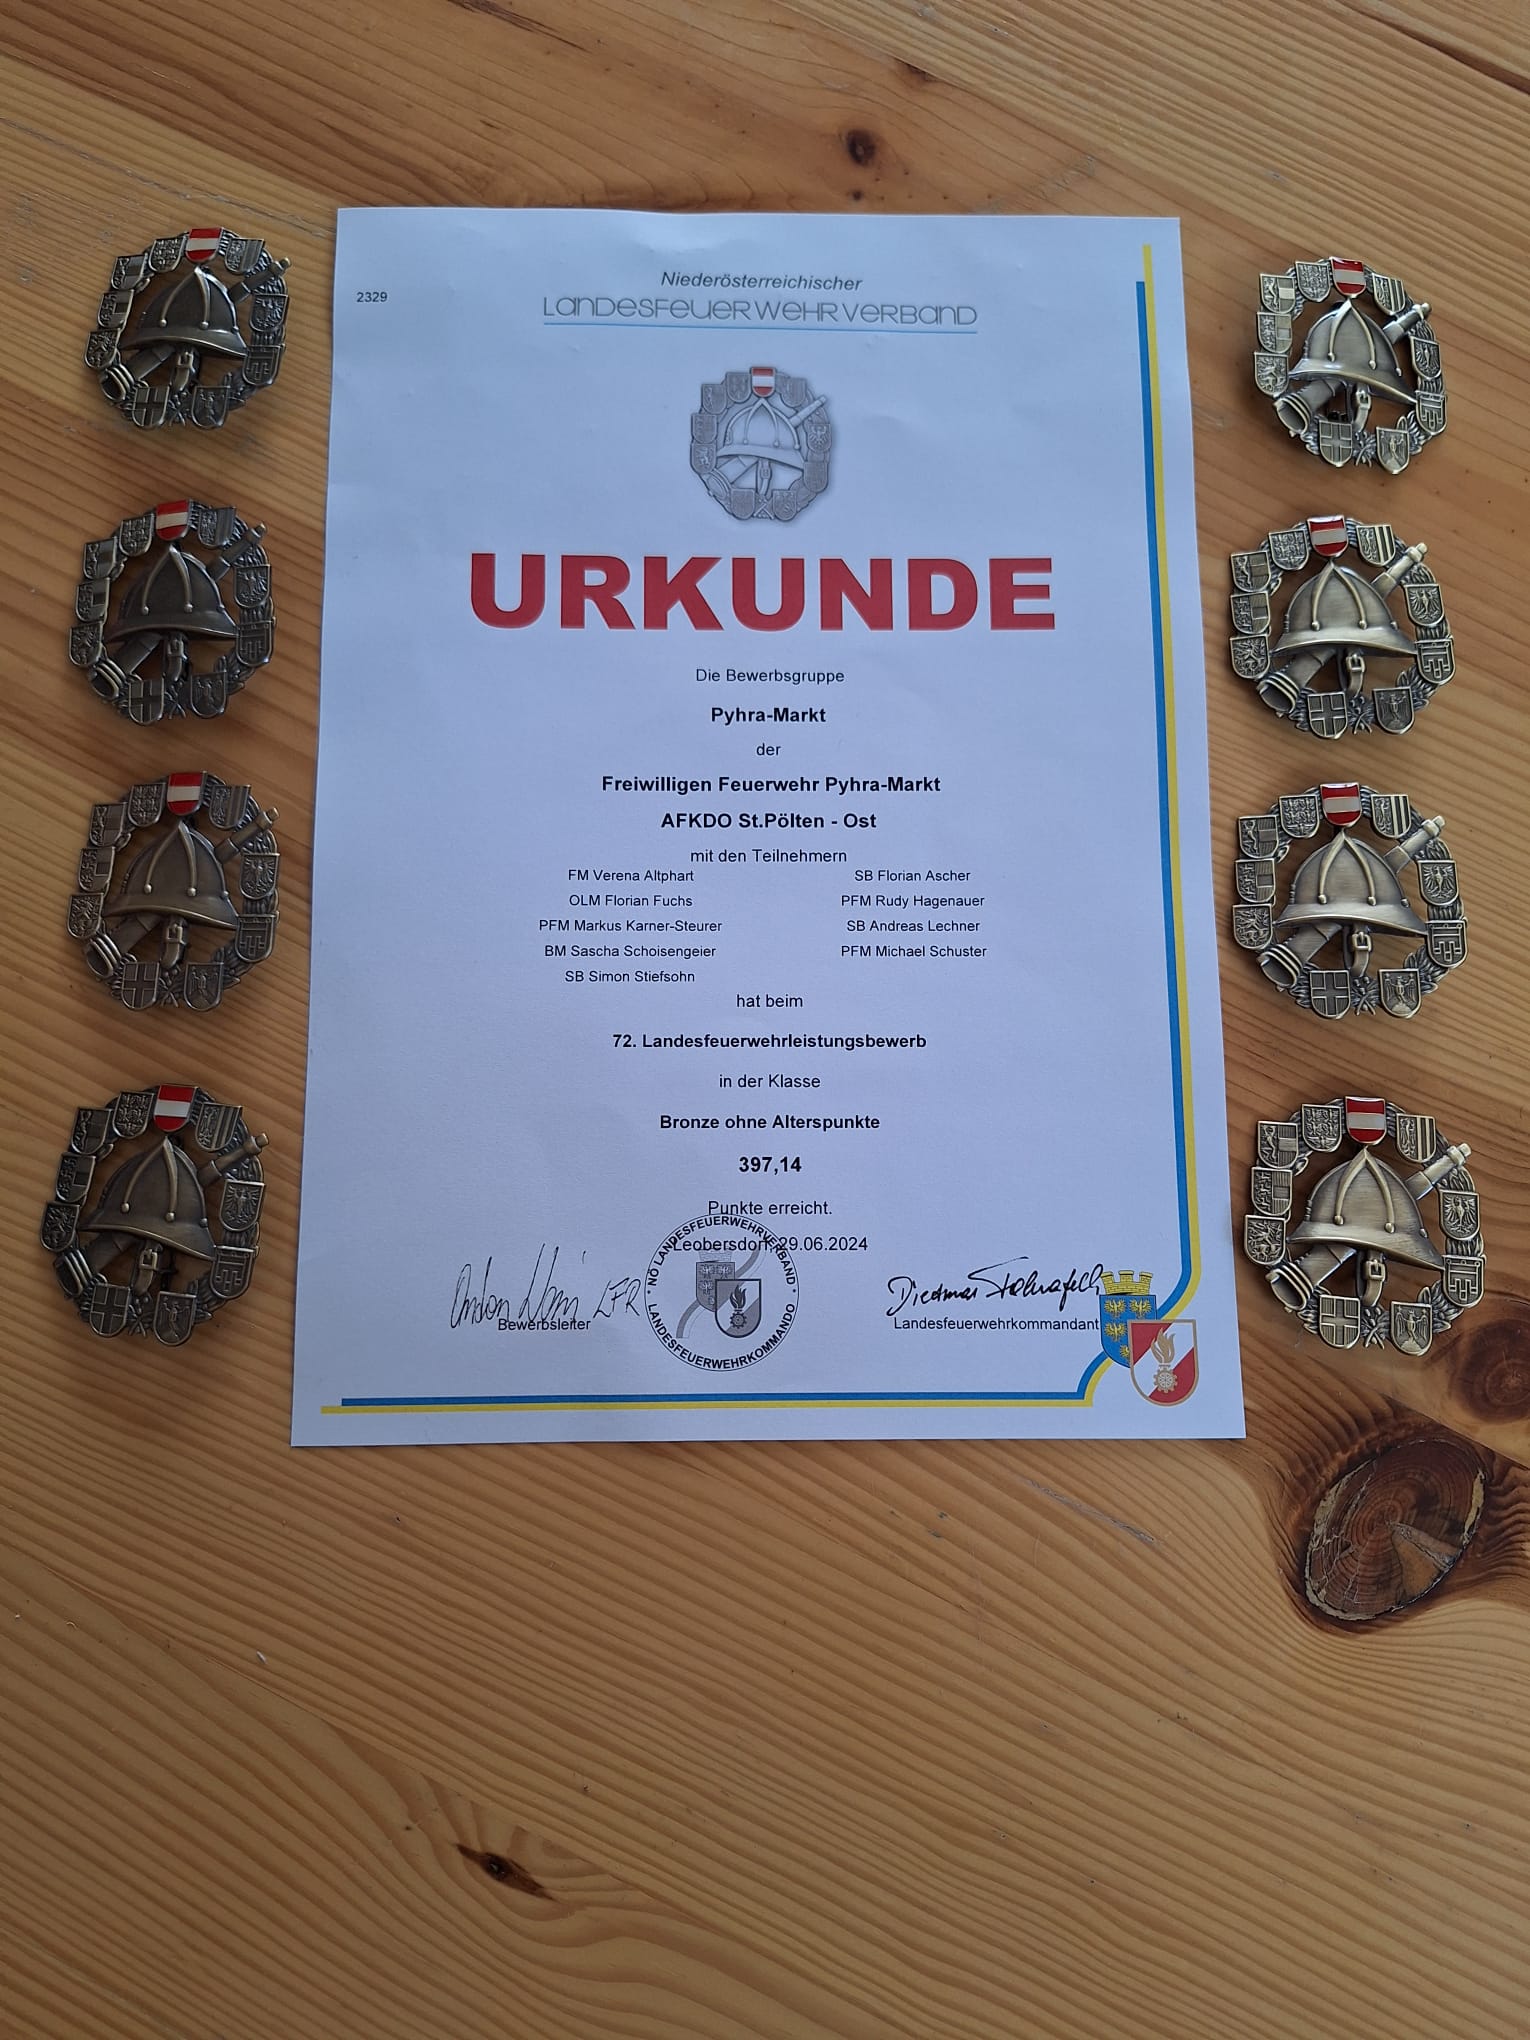 2329
Niederösterreichischer
LANDESFEUERWEHRVERBAND
URKUNDE
Die Bewerbsgruppe
Pyhra-Markt
der
Freiwilligen Feuerwehr Pyhra-Markt
AFKDO St.Pölten - Ost
mit den Teilnehmern
FM Verena Altphart SB Florian Ascher
OLM Florian Fuchs PFM Rudy Hagenauer
PFM Markus Karner-Steurer SB Andreas Lechner
BM Sascha Schoisengeier PFM Michael Schuster
SB Simon Stiefsohn
hat beim
72. Landesfeuerwehrleistungsbewerb
in der Klasse
Bronze ohne Alterspunkte
397,14
Punkte erreicht.
Leobersdorf, 29.06.2024
NÖ LANDESFEUERWEHRVERBAND
LANDESFEUERWEHRKOMMANDO
Bewerbsleiter
Landesfeuerwehrkommandant